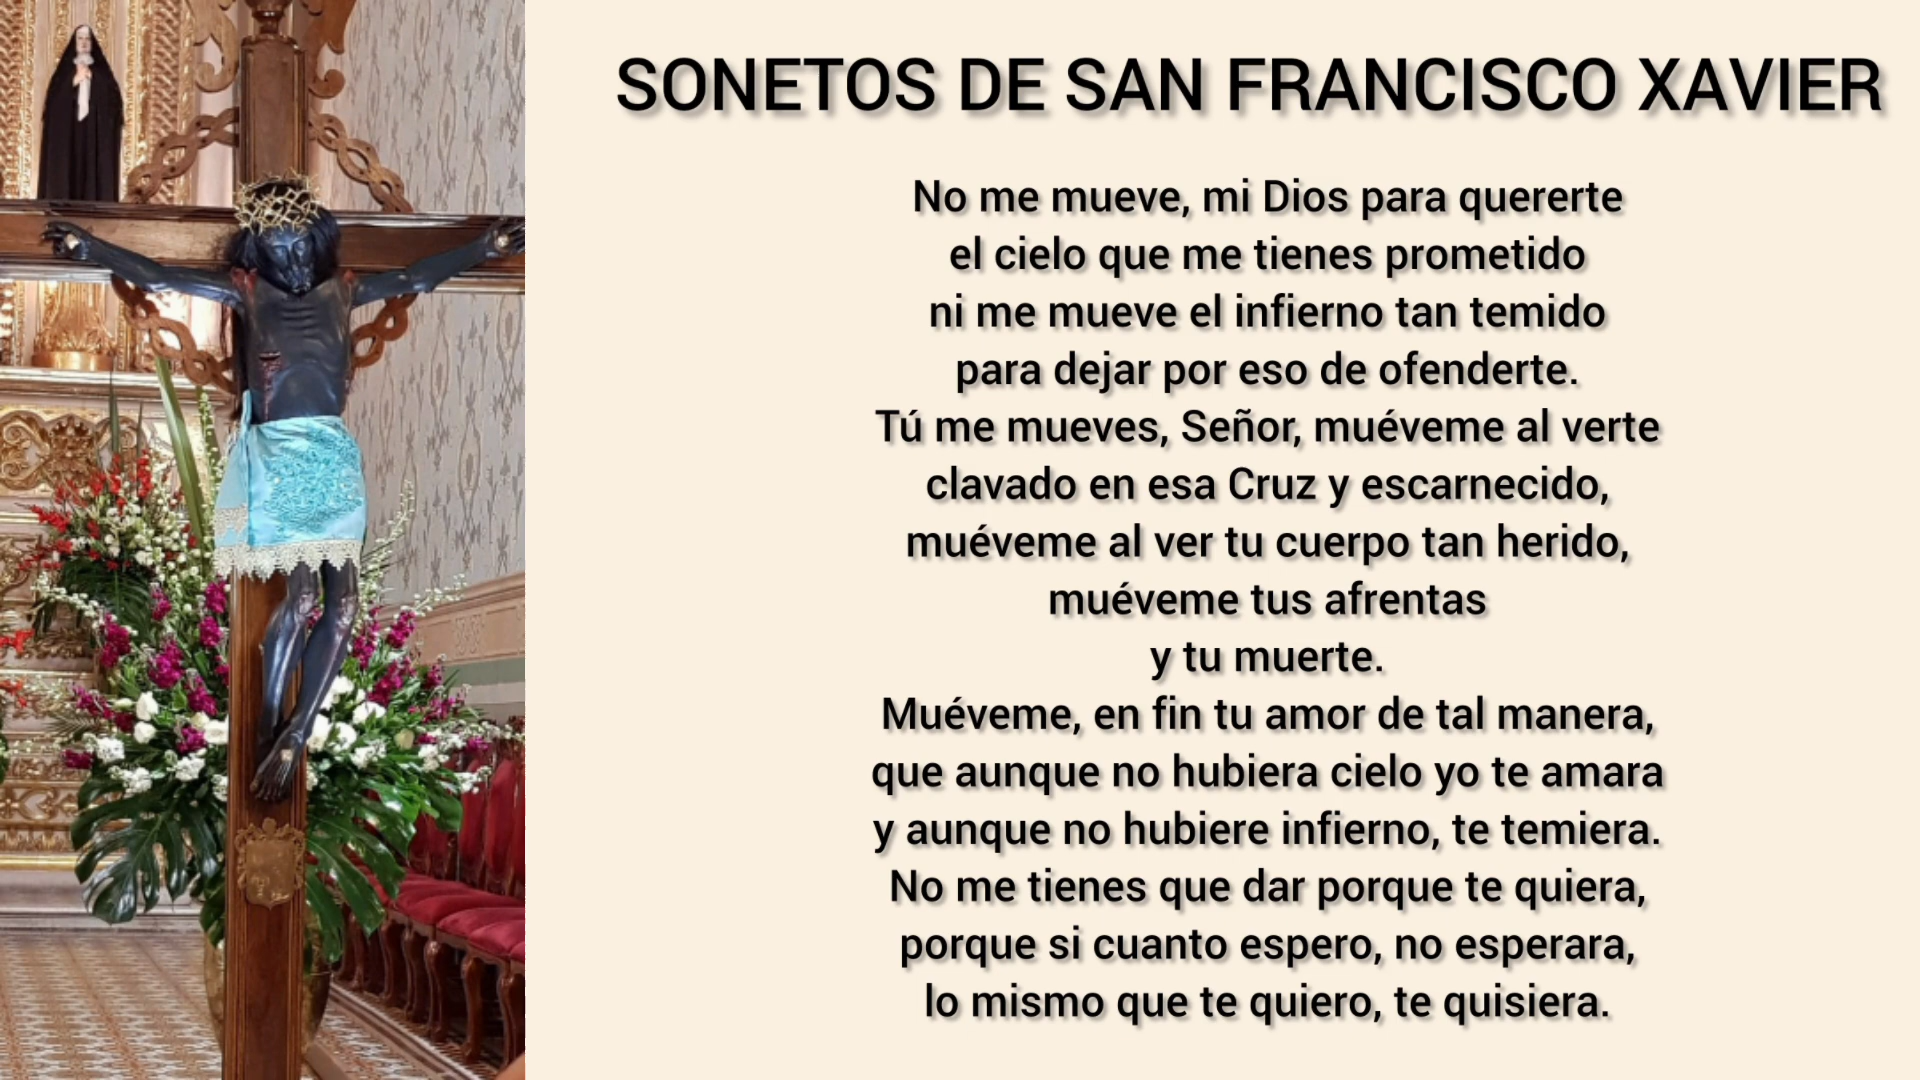 SONETOS DE SAN FRANCISCO XAVIER
No me mueve, mi Dios para quererte
el cielo que me tienes prometido
ni me mueve el infierno tan temido
para dejar por eso de ofenderte.
Tú me mueves, Señor, muéveme al verte
clavado en esa Cruz y escarnecido,
muéveme al ver tu cuerpo tan herido,
muéveme tus afrentas
y tu muerte.
Muéveme, en fin tu amor de tal manera,
que aunque no hubiera cielo yo te amara
y aunque no hubiere infierno, te temiera.
No me tienes que dar porque te quiera,
porque si cuanto espero, no esperara,
lo mismo que te quiero, te quisiera.